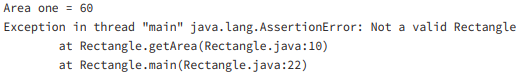 Area one = 60
Exception in thread "main" java.lang.AssertionError: Not a valid Rectangle
at Rectangle.getArea(Rectangle.java:10)
at Rectangle.main(Rectangle.java:22)